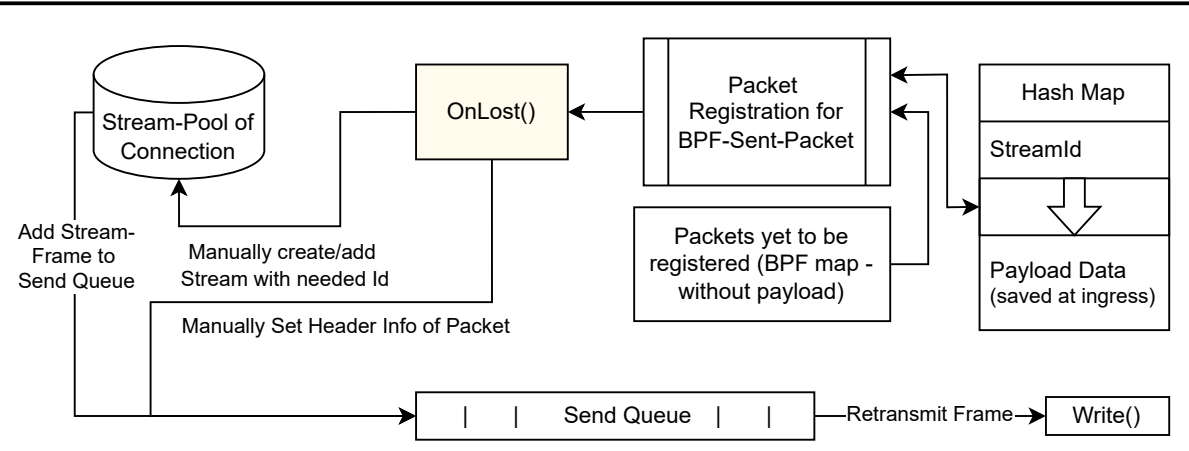 Stream-Pool of
Connection
OnLost()
Packet
Registration for
BPF-Sent-Packet
Hash Map
StreamId
Payload Data
(saved at ingress)
Packets yet to be
registered (BPF map -
without payload)
Add Stream-
Frame to
Send Queue
Manually create/add
Stream with needed Id
Manually Set Header Info of Packet
| | Send Queue | |
Retransmit Frame
Write()